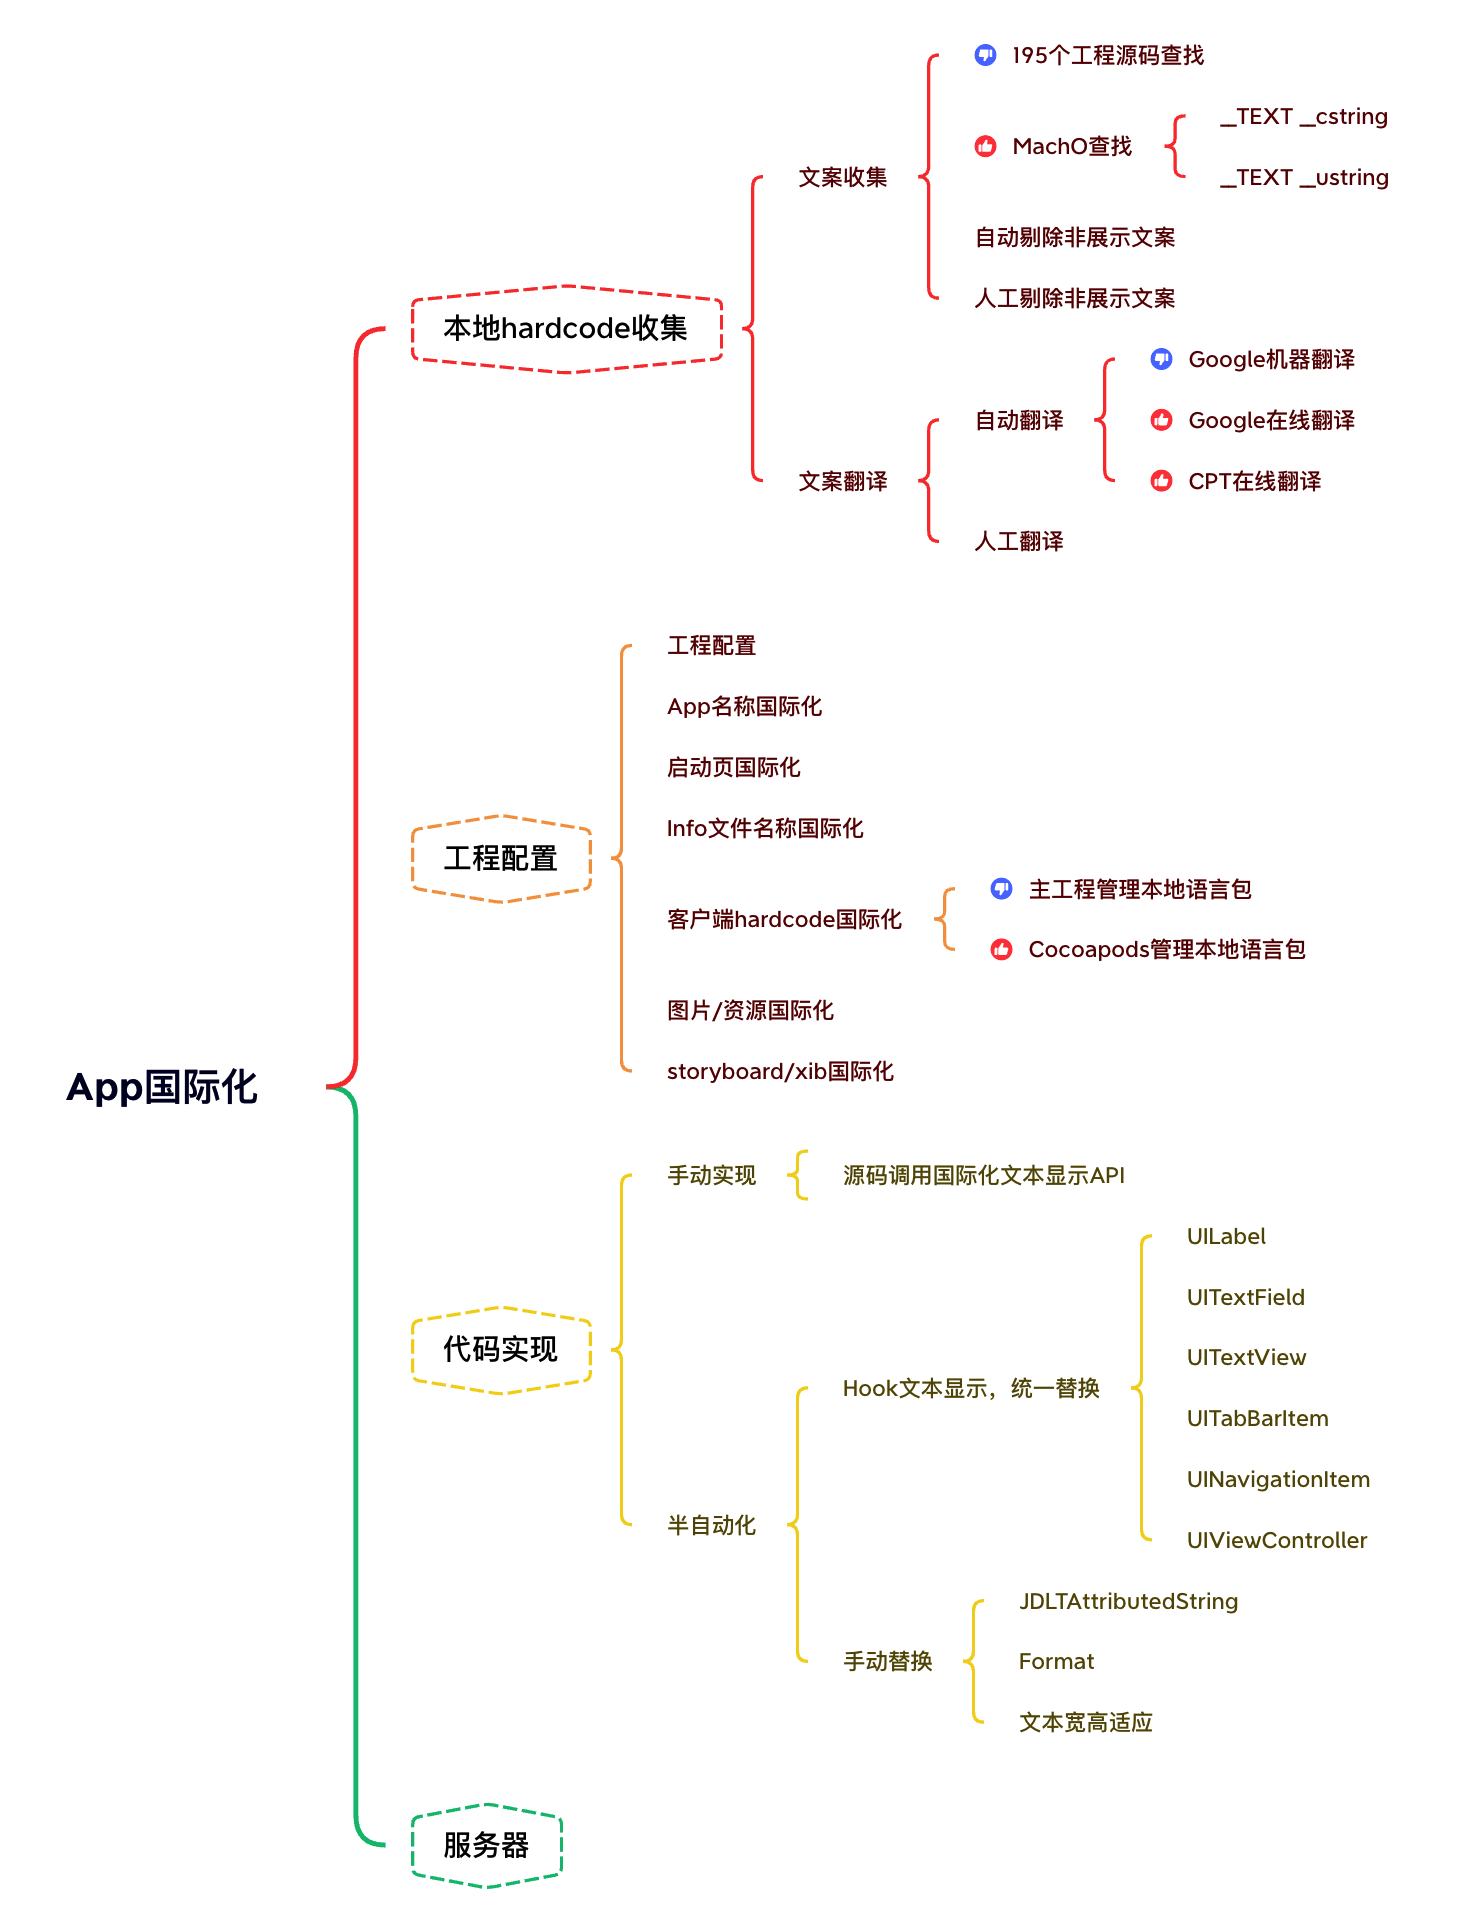 App国际化
本地hardcode收集
文案收集
195个工程源码查找
MachO查找
__TEXT __cstring
__TEXT __ustring
自动剔除非展示文案
人工剔除非展示文案
文案翻译
自动翻译
Google机器翻译
Google在线翻译
CPT在线翻译
人工翻译
工程配置
工程配置
App名称国际化
启动页国际化
Info文件名称国际化
客户端hardcode国际化
主工程管理本地语言包
Cocoapods管理本地语言包
图片/资源国际化
storyboard/xib国际化
代码实现
手动实现
源码调用国际化文本显示API
半自动化
Hook文本显示，统一替换
UILabel
UITextField
UITextView
UITabBarItem
UINavigationItem
UIViewController
手动替换
JDLTAttributedString
Format
文本宽高适应
服务器